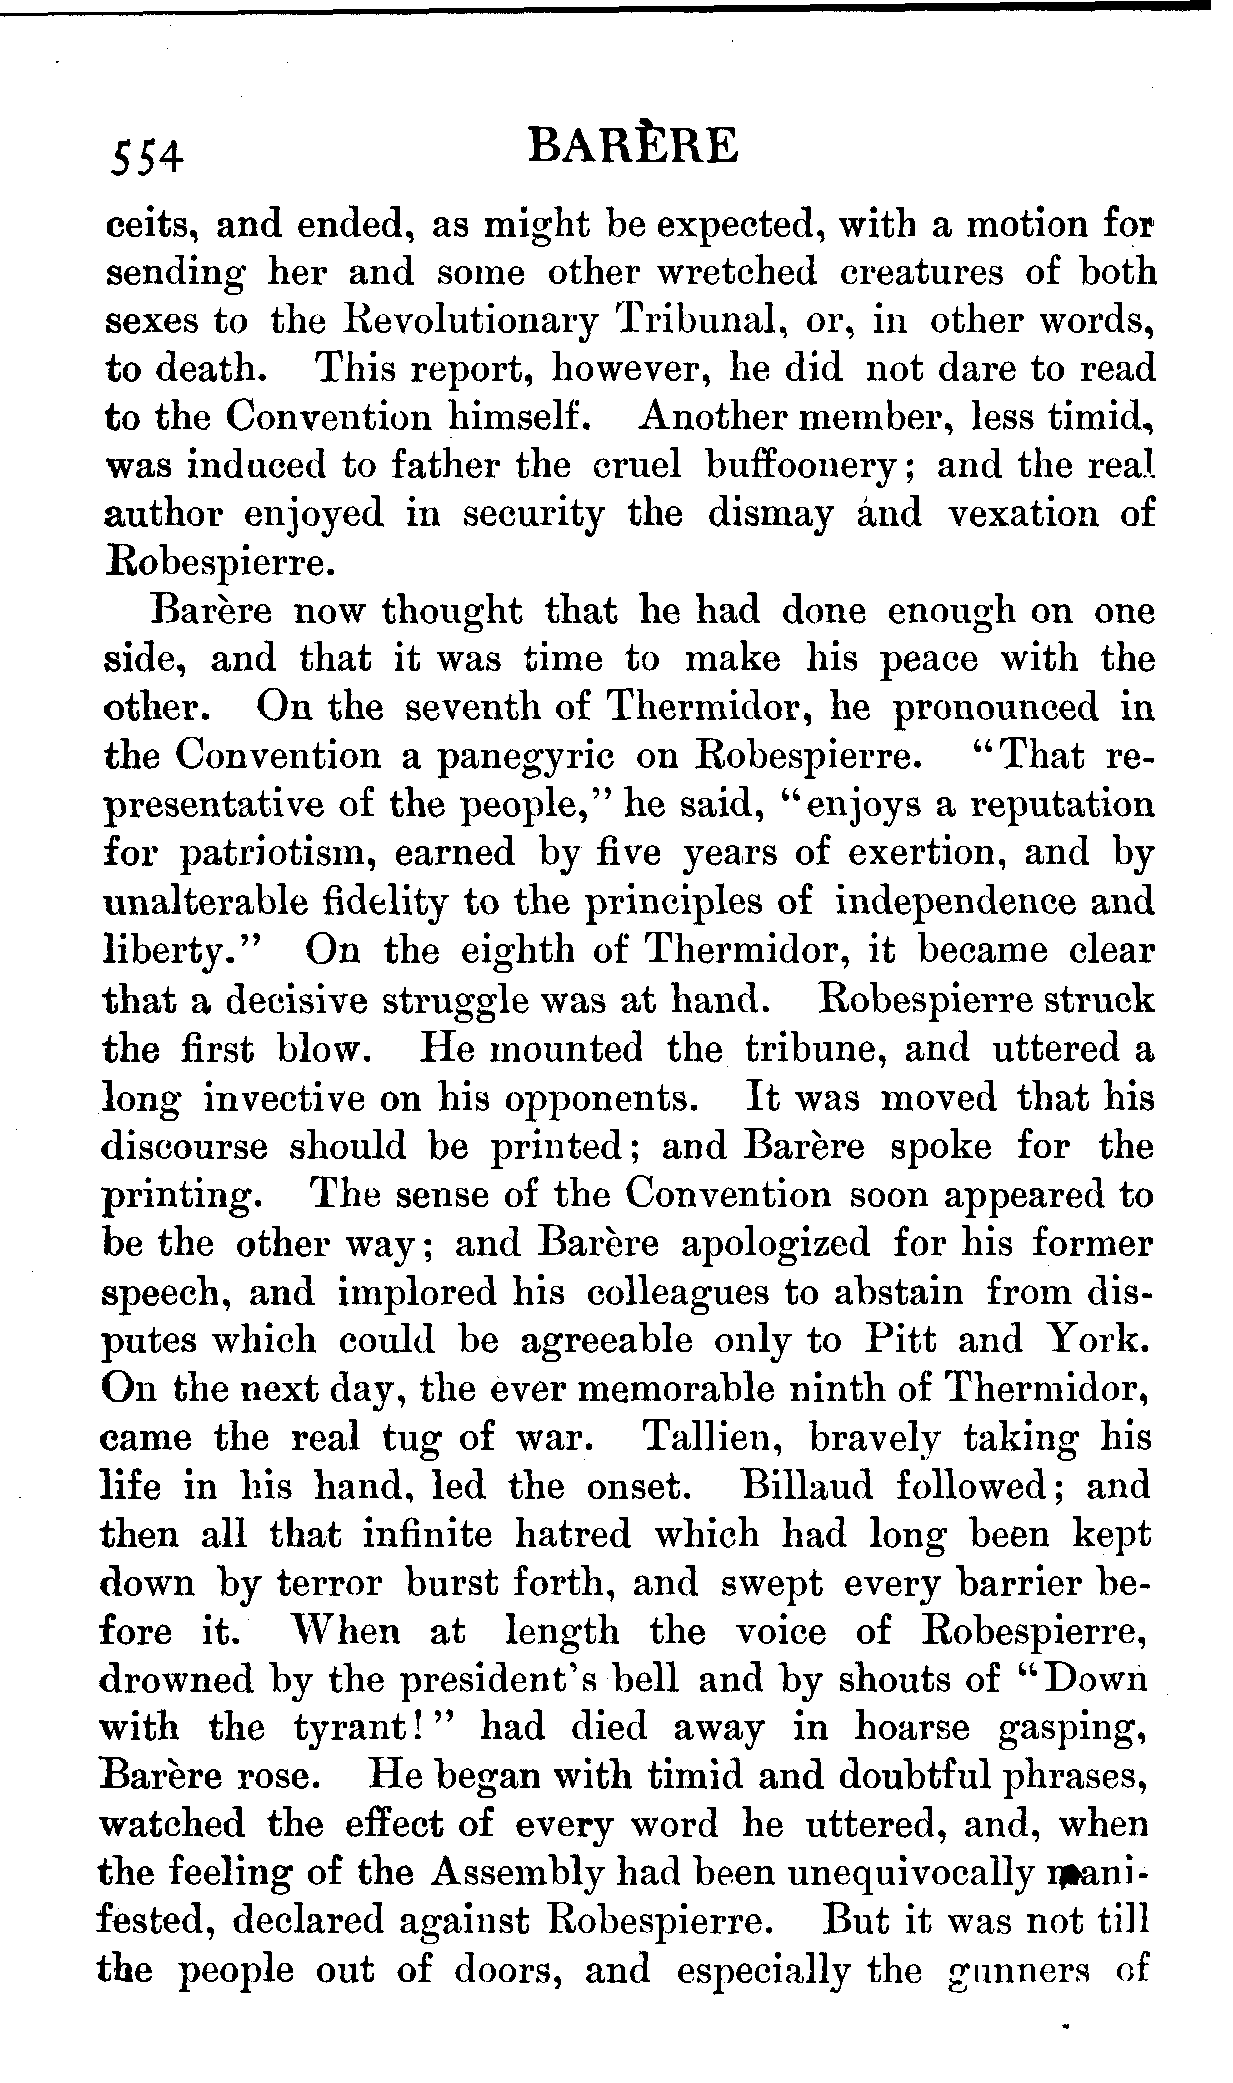 554 BARÈRE
ceits, and ended, as might be expected, with a motion for
sending her and some other wretched creatures of both
sexes to the Revolutionary Tribunal, or, in other words,
to death. This report, however, he did not dare to read
to the Convention himself. Another member, less timid,
was induced to father the cruel buffoonery; and the real
author enjoyed in security the dismay and vexation of
Robespierre.
Barère now thought that he had done enough on one
side, and that it was time to make his peace with the
other. On the seventh of Thermidor, he pronounced in
the Convention a panegyric on Robespierre. "That re-
presentative of the people," he said, "enjoys a reputation
for patriotism, earned by five years of exertion, and by
unalterable fidelity to the principles of independence and
liberty." On the eighth of Thermidor, it became clear
that a decisive struggle was at hand. Robespierre struck
the first blow. He mounted the tribune, and uttered a
long invective on his opponents. It was moved that his
discourse should be printed; and Barère spoke for the
printing. The sense of the Convention soon appeared to
be the other way; and Barère apologized for his former
speech, and implored his colleagues to abstain from dis-
putes which could be agreeable only to Pitt and York.
On the next day, the ever memorable ninth of Thermidor,
came the real tug of war. Tallien, bravely taking his
life in his hand, led the onset. Billaud followed; and
then all that infinite hatred which had long been kept
down by terror burst forth, and swept every barrier be-
fore it. When at length the voice of Robespierre,
drowned by the president's bell and by shouts of "Down
with the tyrant!" had died away in hoarse gasping,
Barère rose. He began with timid and doubtful phrases,
watched the effect of every word he uttered, and, when
the feeling of the Assembly had been unequivocally mani-
fested, declared against Robespierre. But it was not till
the people out of doors, and especially the gunners of